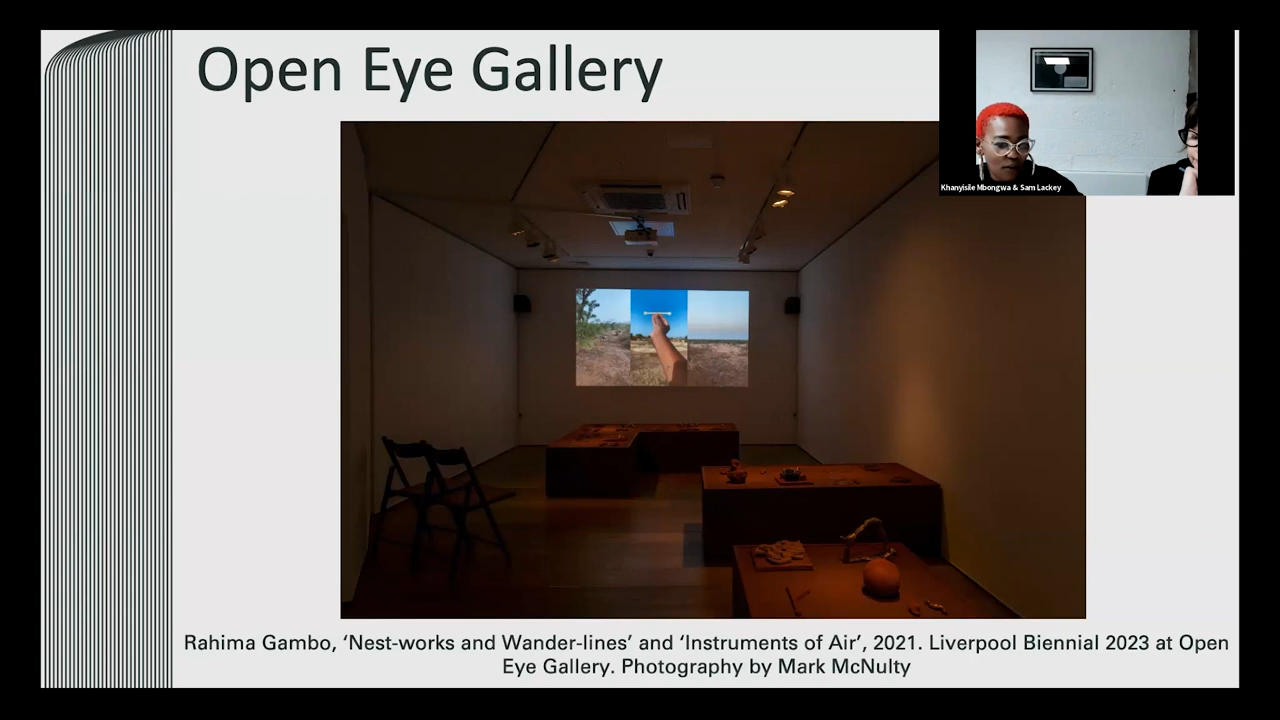 Open Eye Gallery
Khanyisile Mbongwa & Sam Lackey
Rahima Gambo, ‘Nest-works and Wander-lines’ and ‘Instruments of Air’, 2021. Liverpool Biennial 2023 at Open
Eye Gallery. Photography by Mark McNulty